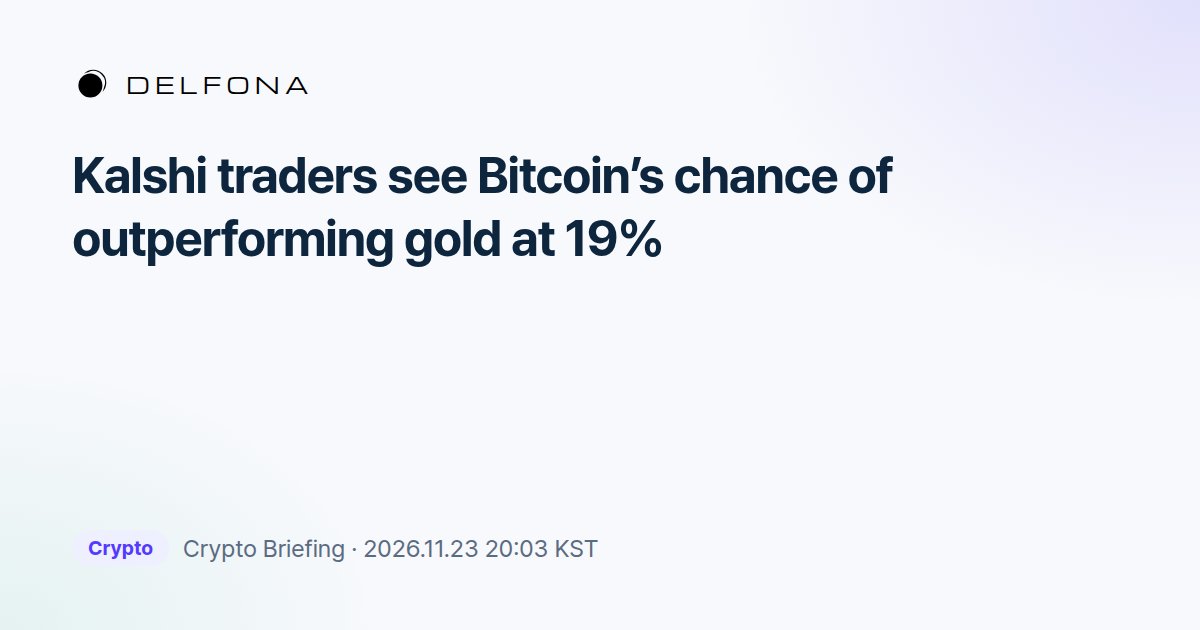 DELFONA
Kalshi traders see Bitcoin’s chance of
outperforming gold at 19%
Crypto
Crypto Briefing · 2026.11.23 20:03 KST